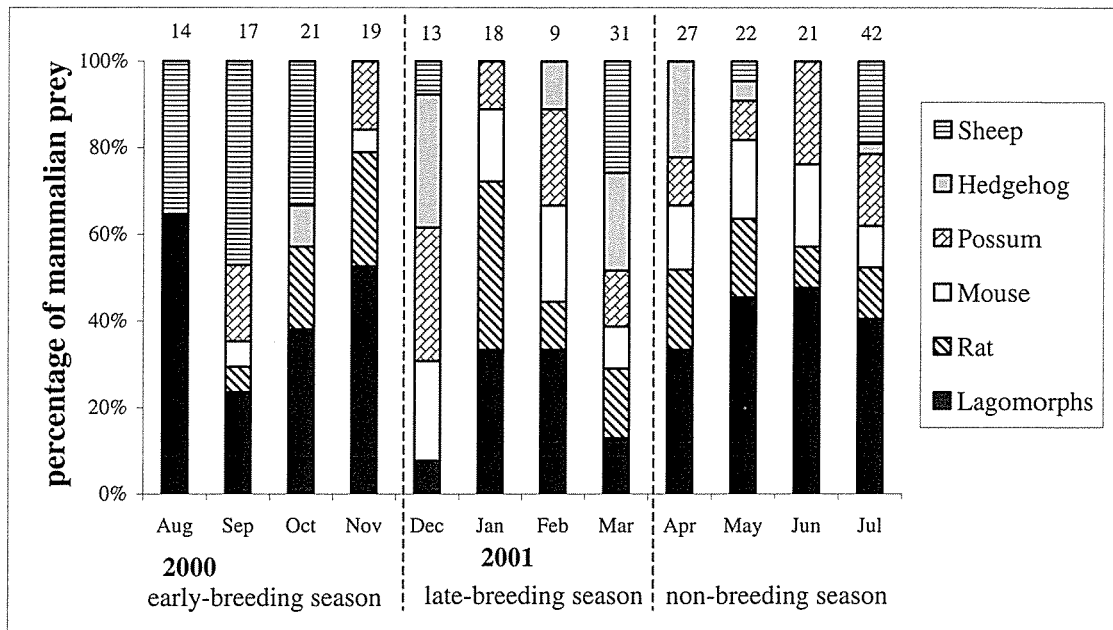 14 17 21 19 13 18 9 31 27 22 21 42
percentage of mammalian prey
100%
80%
60%
40%
20%
0%
Aug Sep Oct Nov Dec Jan Feb Mar Apr May Jun Jul
2000 2001
early-breeding season late-breeding season non-breeding season
Sheep
Hedgehog
Possum
Mouse
Rat
Lagomorphs